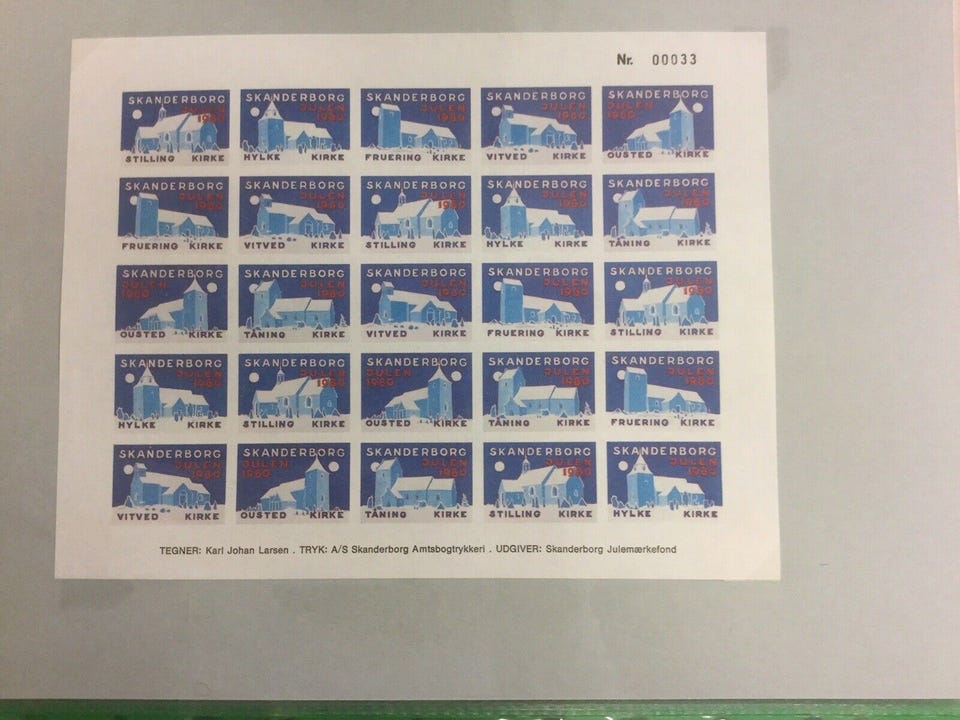 Nr. 00033
SKANDERBORG
JULEN
1980
STILLING KIRKE
SKANDERBORG
JULEN
1980
HYLKE KIRKE
SKANDERBORG
JULEN
1980
FRUERING KIRKE
SKANDERBORG
JULEN
1980
VITVED KIRKE
SKANDERBORG
JULEN
1980
OUSTED KIRKE
SKANDERBORG
JULEN
1980
FRUERING KIRKE
SKANDERBORG
JULEN
1980
VITVED KIRKE
SKANDERBORG
JULEN
1980
STILLING KIRKE
SKANDERBORG
JULEN
1980
HYLKE KIRKE
SKANDERBORG
JULEN
1980
TÅNING KIRKE
SKANDERBORG
JULEN
1980
OUSTED KIRKE
SKANDERBORG
JULEN
1980
TÅNING KIRKE
SKANDERBORG
JULEN
1980
VITVED KIRKE
SKANDERBORG
JULEN
1980
FRUERING KIRKE
SKANDERBORG
JULEN
1980
STILLING KIRKE
SKANDERBORG
JULEN
1980
HYLKE KIRKE
SKANDERBORG
JULEN
1980
STILLING KIRKE
SKANDERBORG
JULEN
1980
OUSTED KIRKE
SKANDERBORG
JULEN
1980
TÅNING KIRKE
SKANDERBORG
JULEN
1980
FRUERING KIRKE
SKANDERBORG
JULEN
1980
VITVED KIRKE
SKANDERBORG
JULEN
1980
OUSTED KIRKE
SKANDERBORG
JULEN
1980
TÅNING KIRKE
SKANDERBORG
JULEN
1980
STILLING KIRKE
SKANDERBORG
JULEN
1980
HYLKE KIRKE
TEGNER: Karl Johan Larsen . TRYK: A/S Skanderborg Amtsbogtrykkeri . UDGIVER: Skanderborg Julemærkefond